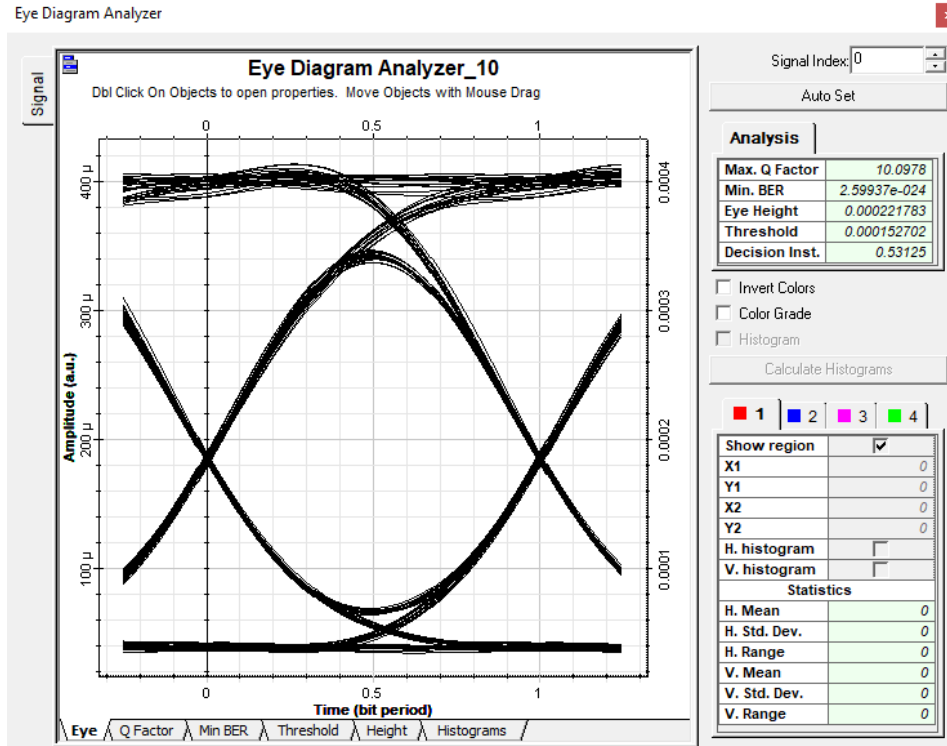 Eye Diagram Analyzer
Signal
Eye Diagram Analyzer_10
Dbl Click On Objects to open properties. Move Objects with Mouse Drag
0 0.5 1
400 µ
300 µ
200 µ
100 µ
Amplitude (a.u.)
0.0004
0.0003
0.0002
0.0001
0 0.5 1
Time (bit period)
Eye Q Factor Min BER Threshold Height Histograms
Signal Index: 0
Auto Set
Analysis
Max. Q Factor 10.0978
Min. BER 2.59937e-024
Eye Height 0.000221783
Threshold 0.000152702
Decision Inst. 0.53125
Invert Colors
Color Grade
Histogram
Calculate Histograms
1 2 3 4
Show region
X1 0
Y1 0
X2 0
Y2 0
H. histogram
V. histogram
Statistics
H. Mean 0
H. Std. Dev. 0
H. Range 0
V. Mean 0
V. Std. Dev. 0
V. Range 0